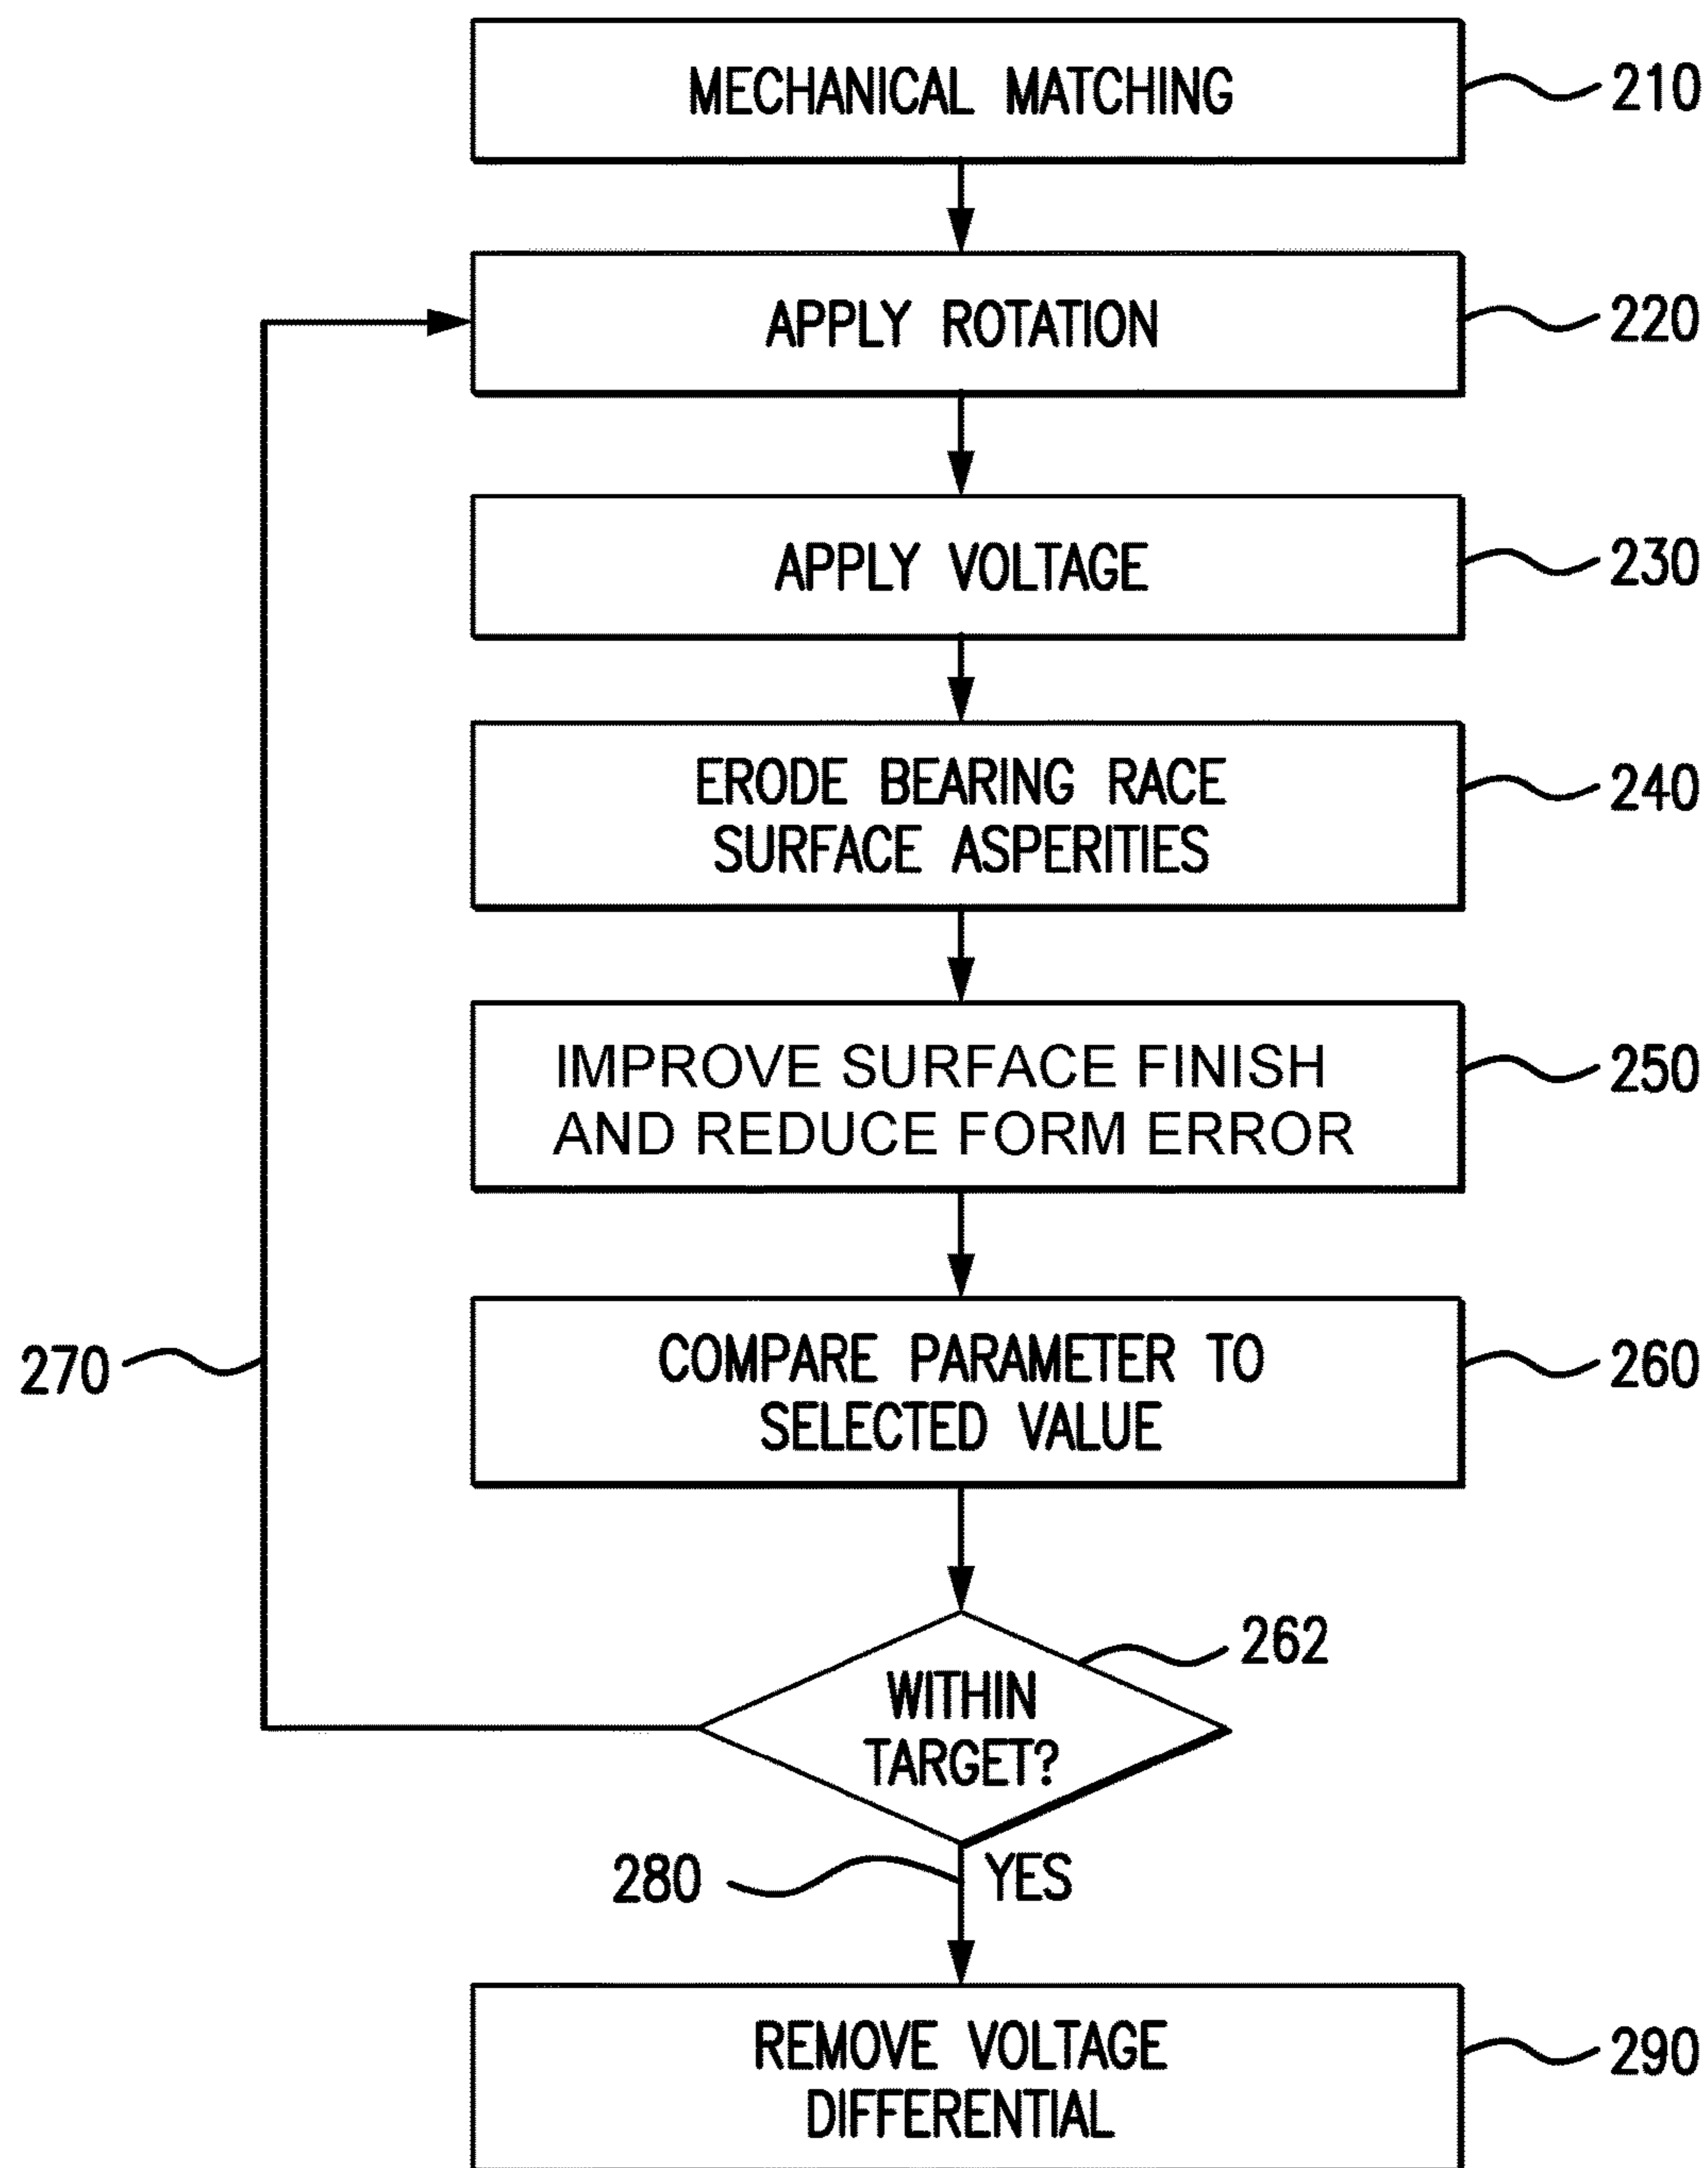 MECHANICAL MATCHING
210
APPLY ROTATION
220
APPLY VOLTAGE
230
ERODE BEARING RACE
SURFACE ASPERITIES
240
IMPROVE SURFACE FINISH
AND REDUCE FORM ERROR
250
COMPARE PARAMETER TO
SELECTED VALUE
260
270
WITHIN
TARGET?
262
280
YES
REMOVE VOLTAGE
DIFFERENTIAL
290